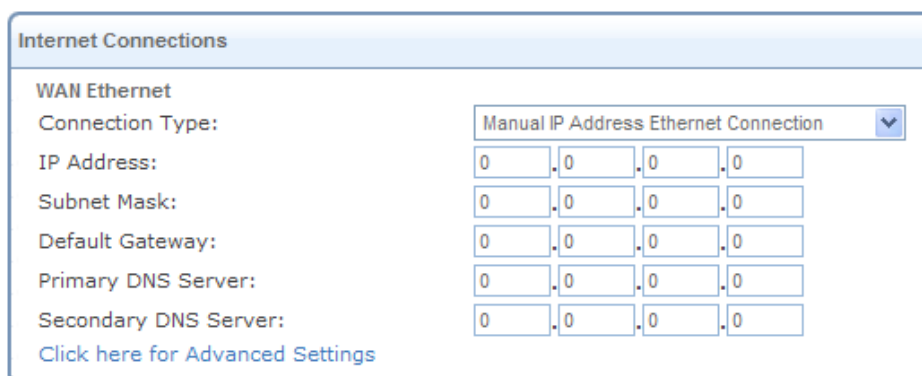 Internet Connections
WAN Ethernet
Connection Type: Manual IP Address Ethernet Connection
IP Address: 0 . 0 . 0 . 0
Subnet Mask: 0 . 0 . 0 . 0
Default Gateway: 0 . 0 . 0 . 0
Primary DNS Server: 0 . 0 . 0 . 0
Secondary DNS Server: 0 . 0 . 0 . 0
Click here for Advanced Settings